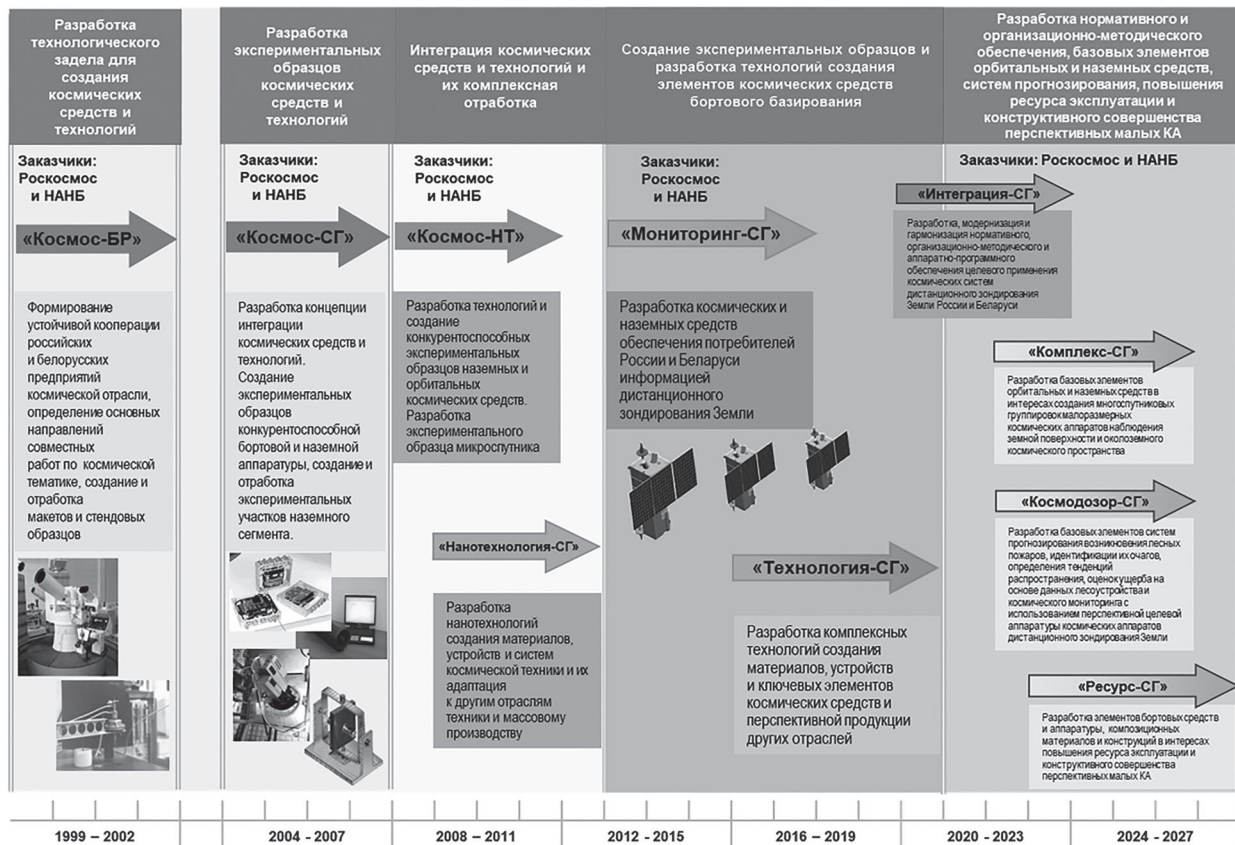 Разработка
технологического
задела для
создания
космических
средств и
технологий
Разработка
экспериментальных
образцов
космических
средств и
технологий
Интеграция космических
средств и технологий и
их комплексная
отработка
Создание экспериментальных образцов и
разработка технологий создания
элементов космических средств
бортового базирования
Разработка нормативного и
организационно-методического
обеспечения, базовых элементов
орбитальных и наземных средств,
систем прогнозирования, повышения
ресурса эксплуатации и
конструктивного совершенства
перспективных малых КА
Заказчики:
Роскосмос
и НАНБ
«Космос-БР»
Формирование
устойчивой кооперации
российских
и белорусских
предприятий
космической отрасли,
определение основных
направлений
совместных
работ по космической
тематике, создание и
отработка
макетов и стендовых
образцов
Заказчики:
Роскосмос
и НАНБ
«Космос-СГ»
Разработка концепции
интеграции
космических средств и
технологий.
Создание
экспериментальных
образцов
конкурентоспособной
бортовой и наземной
аппаратуры, создание и
отработка
экспериментальных
участков наземного
сегмента.
Заказчики:
Роскосмос
и НАНБ
«Космос-НТ»
Разработка технологий и
создание
конкурентоспособных
экспериментальных
образцов наземных и
орбитальных
космических средств.
Разработка
экспериментального
образца микроспутника
«Нанотехнология-СГ»
Разработка
нанотехнологий
создания материалов,
устройств и систем
космической техники и их
адаптация
к другим отраслям
техники и массовому
производству
Заказчики:
Роскосмос
и НАНБ
«Мониторинг-СГ»
Разработка космических и
наземных средств
обеспечения потребителей
России и Беларуси
информацией
дистанционного
зондирования Земли
«Технология-СГ»
Разработка комплексных
технологий создания
материалов, устройств
и ключевых элементов
космических средств и
перспективной продукции
других отраслей
Заказчики: Роскосмос и НАНБ
«Интеграция-СГ»
Разработка, модернизация и
гармонизация нормативного,
организационно-методического и
аппаратно-программного
обеспечения целевого применения
космических систем
дистанционного зондирования
Земли России и Беларуси
«Комплекс-СГ»
Разработка базовых элементов
орбитальных и наземных средств в
интересах создания многоспутниковых
группировок малоразмерных
космических аппаратов наблюдения
земной поверхности и околоземного
космического пространства
«Космодозор-СГ»
Разработка базовых элементов систем
прогнозирования возникновения лесных
пожаров, идентификации их очагов,
определения тенденций
распространения, оценок ущерба на
основе данных лесоустройства и
космического мониторинга с
использованием перспективной целевой
аппаратуры космических аппаратов
дистанционного зондирования Земли
«Ресурс-СГ»
Разработка элементов бортовых средств
и аппаратуры, композиционных
материалов и конструкций в интересах
повышения ресурса эксплуатации и
конструктивного совершенства
перспективных малых КА
1999 – 2002
2004 - 2007
2008 - 2011
2012 - 2015
2016 – 2019
2020 - 2023
2024 - 2027